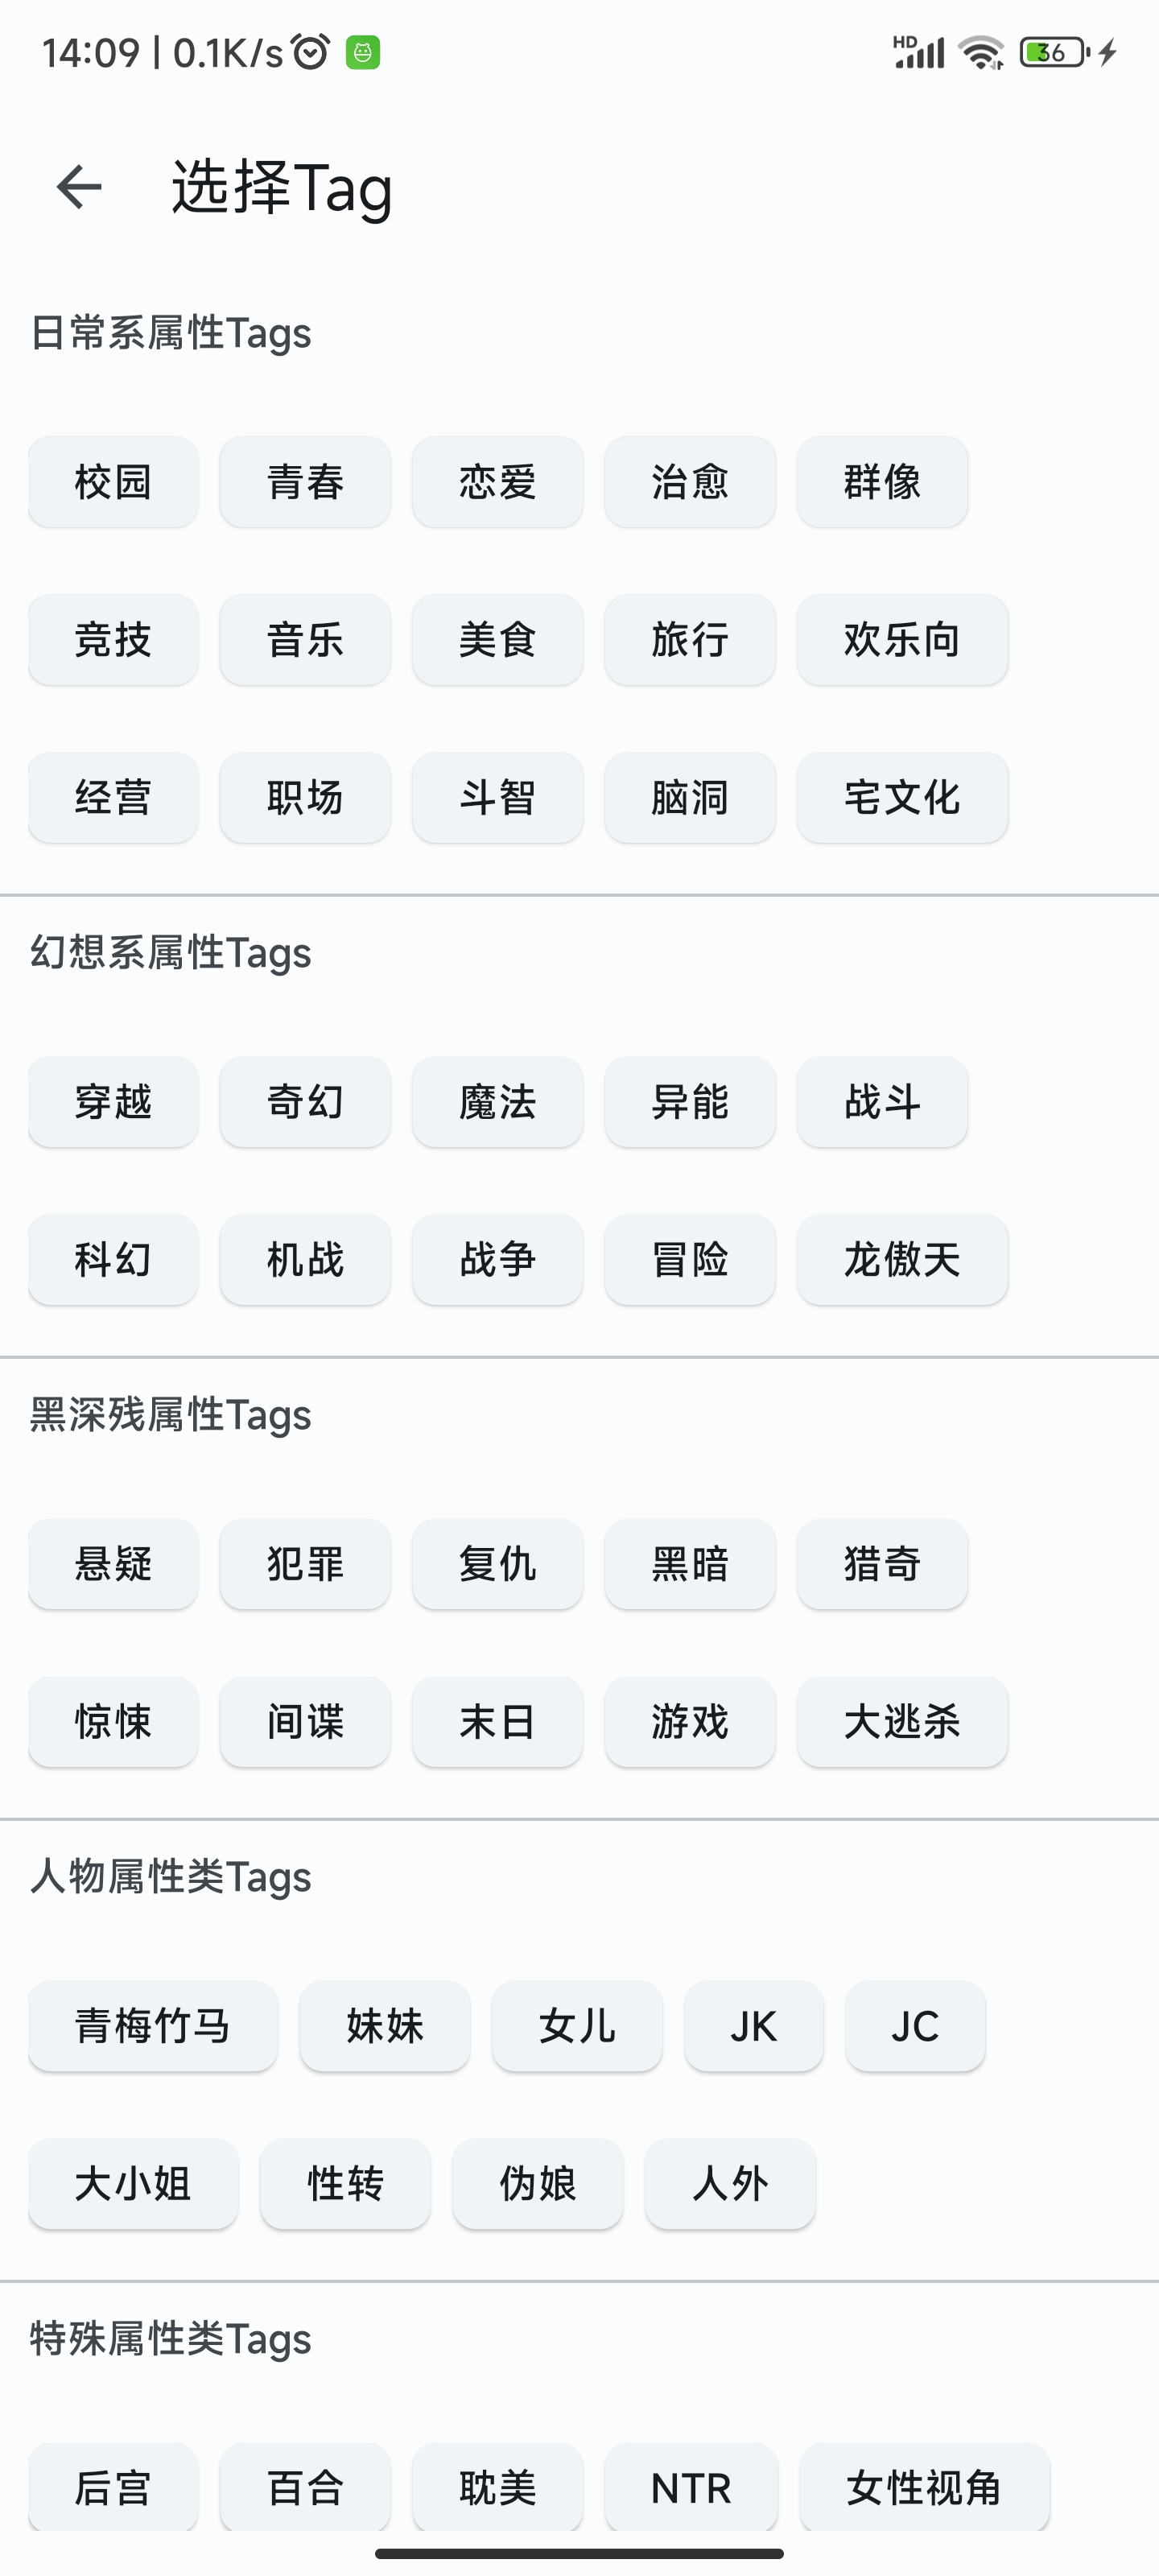 14:09 | 0.1K/s HD 36
选择Tag
日常系属性Tags
校园 青春 恋爱 治愈 群像
竞技 音乐 美食 旅行 欢乐向
经营 职场 斗智 脑洞 宅文化
幻想系属性Tags
穿越 奇幻 魔法 异能 战斗
科幻 机战 战争 冒险 龙傲天
黑深残属性Tags
悬疑 犯罪 复仇 黑暗 猎奇
惊悚 间谍 末日 游戏 大逃杀
人物属性类Tags
青梅竹马 妹妹 女儿 JK JC
大小姐 性转 伪娘 人外
特殊属性类Tags
后宫 百合 耽美 NTR 女性视角